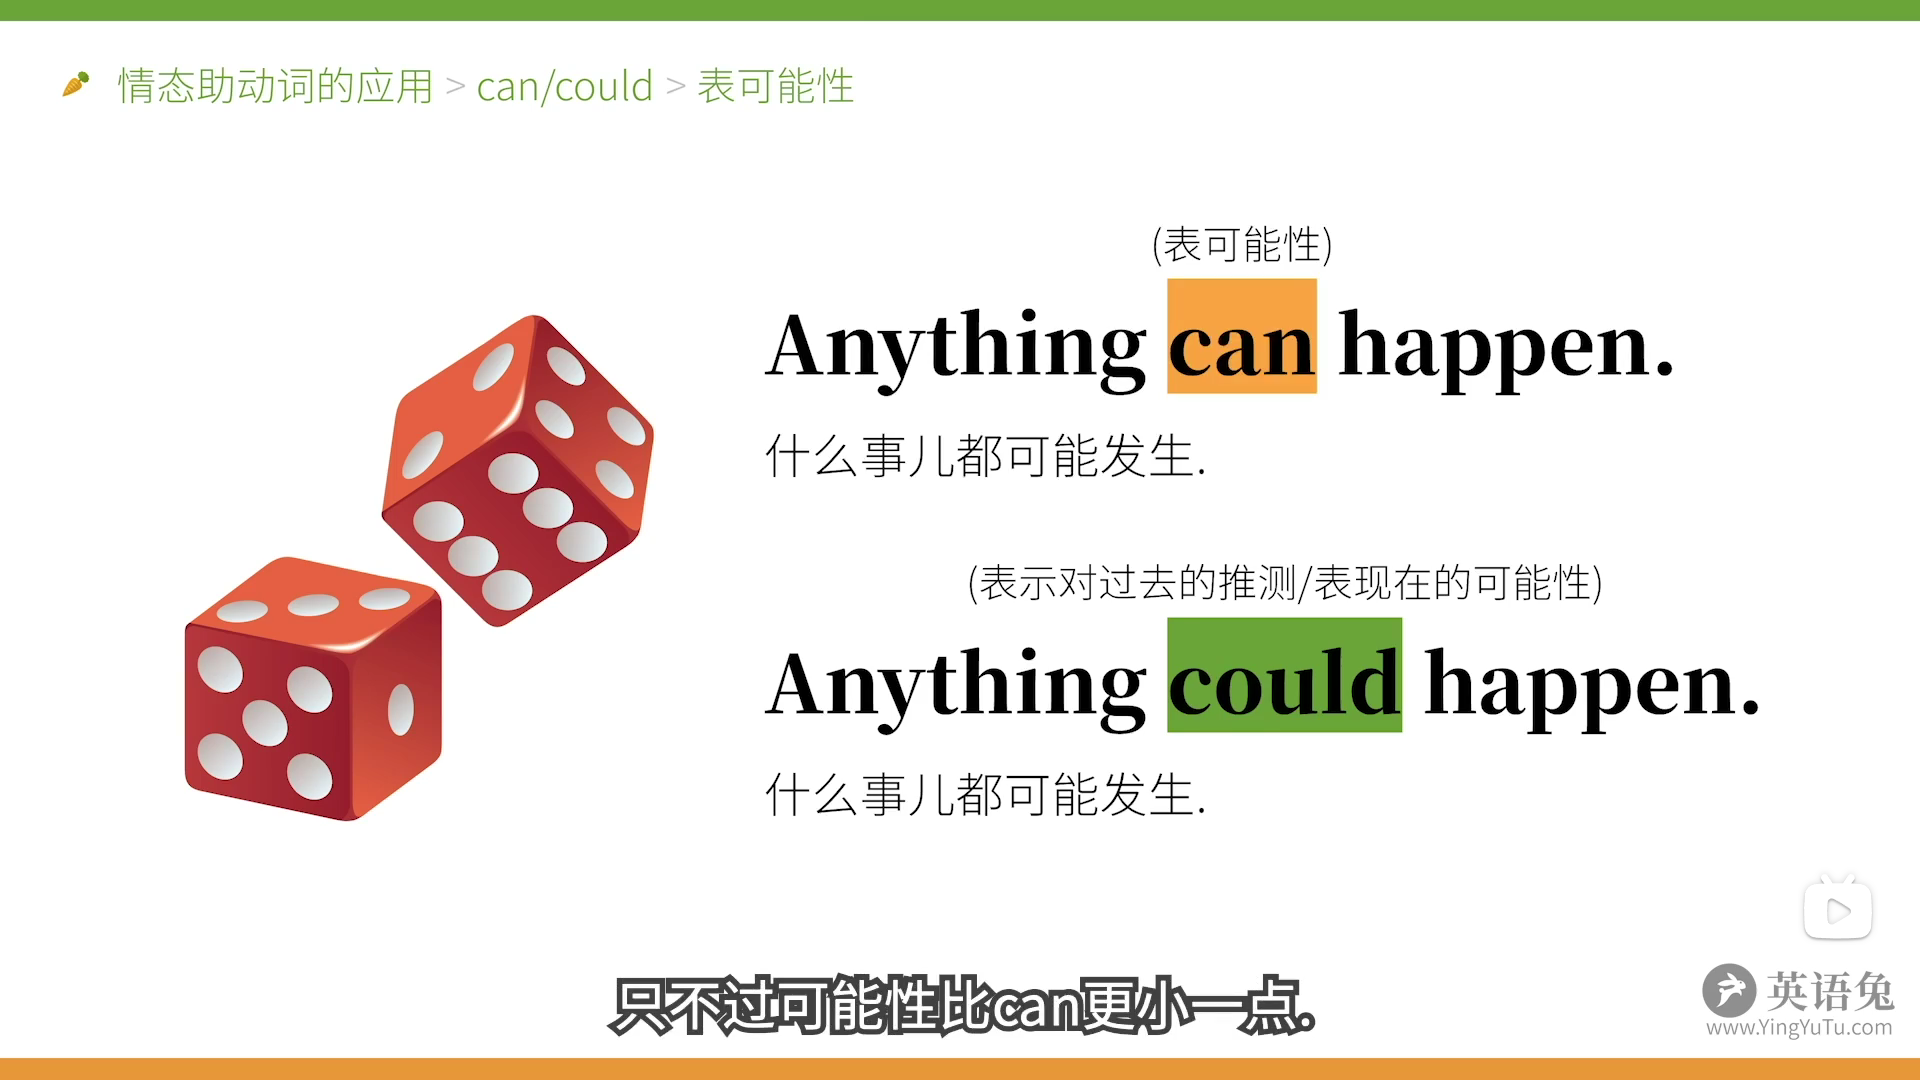 情态助动词的应用 > can/could > 表可能性
(表可能性)
Anything can happen.
什么事儿都可能发生.
(表示对过去的推测/表现在的可能性)
Anything could happen.
什么事儿都可能发生.
只不过可能性比can更小一点.
英语兔
www.YingYuTu.com